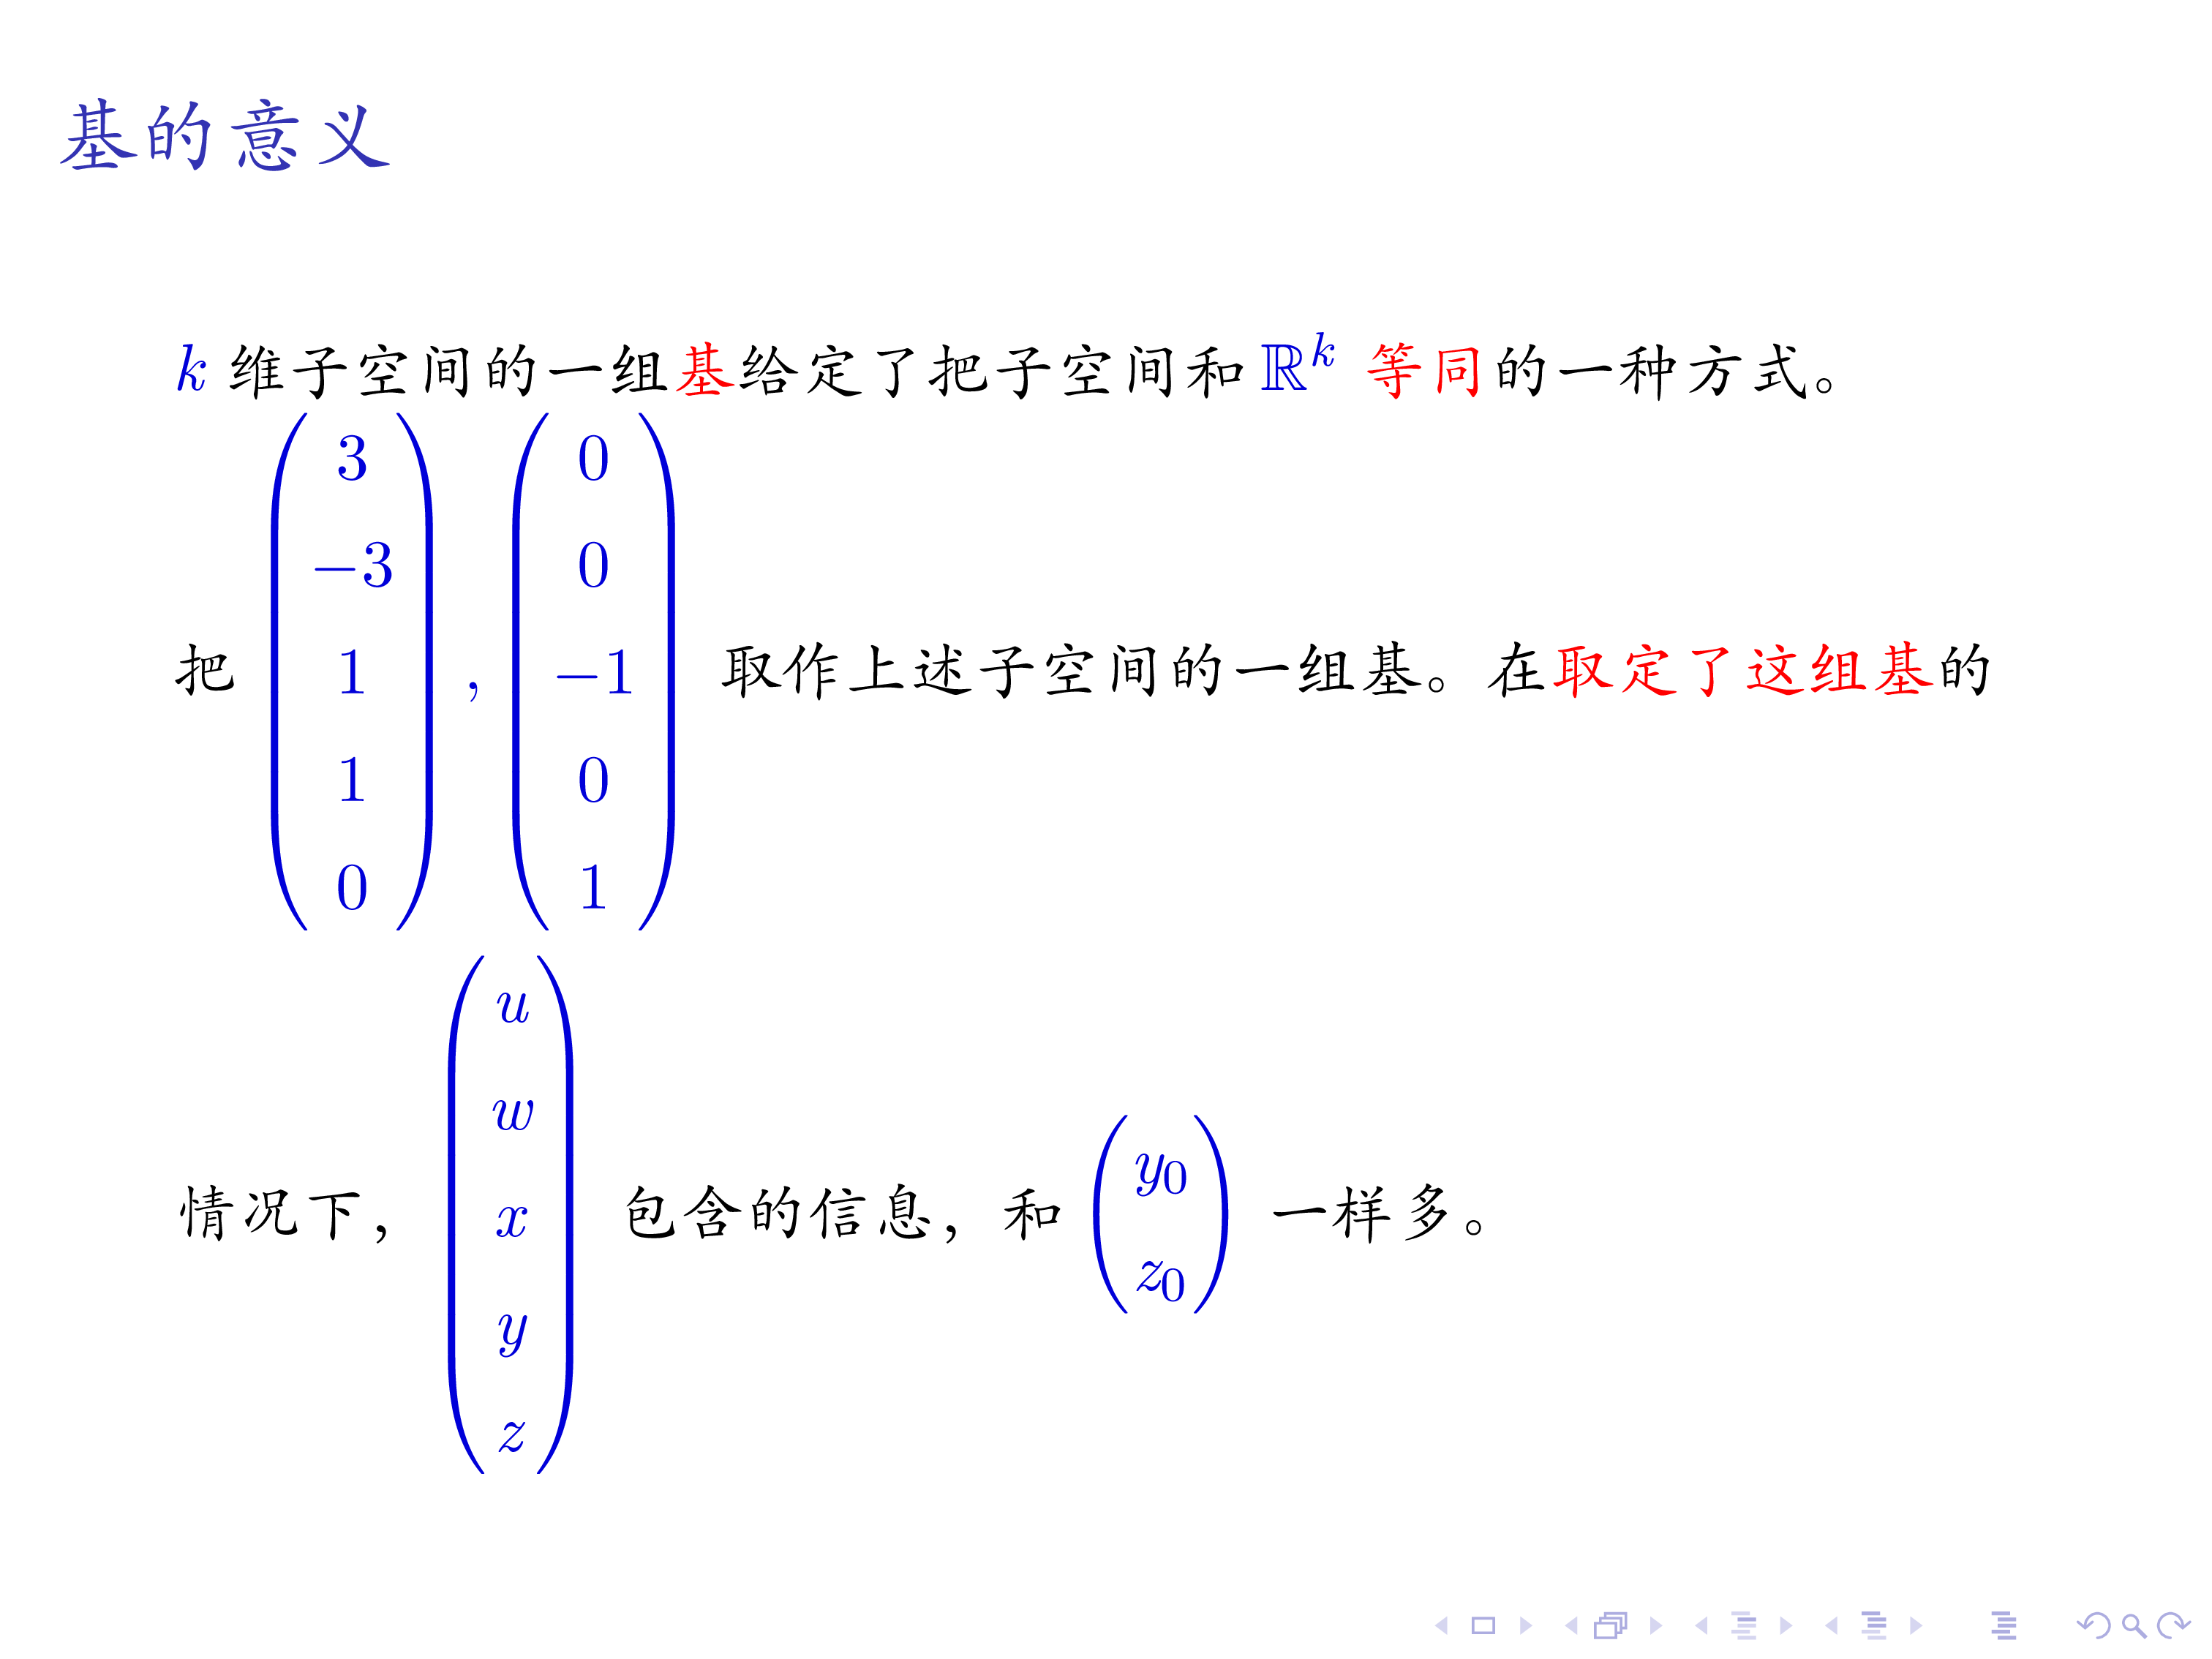 基的意义
k 维子空间的一组基给定了把子空间和 ℝ^k 等同的一种方式。
把 \begin{pmatrix} 3 \\ -3 \\ 1 \\ 1 \\ 0 \end{pmatrix}, \begin{pmatrix} 0 \\ 0 \\ -1 \\ 0 \\ 1 \end{pmatrix} 取作上述子空间的一组基。在取定了这组基的
情况下, \begin{pmatrix} u \\ w \\ x \\ y \\ z \end{pmatrix} 包含的信息, 和 \begin{pmatrix} y_0 \\ z_0 \end{pmatrix} 一样多。